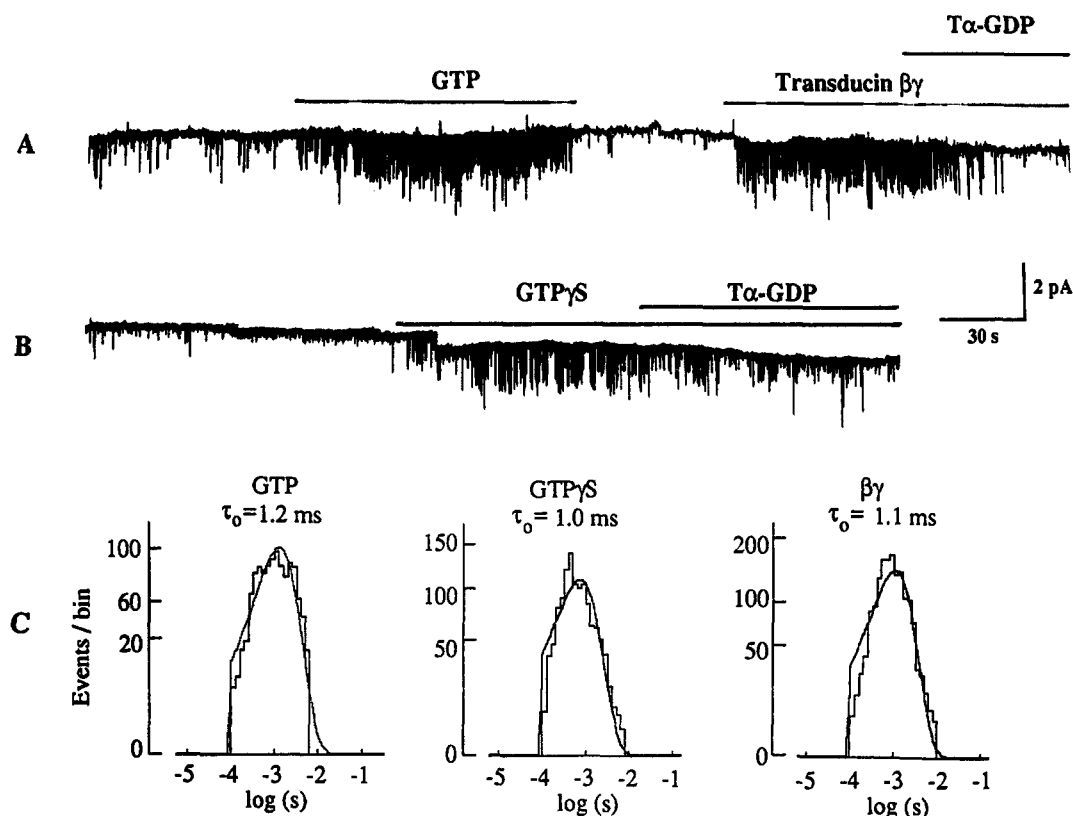 Tα-GDP
GTP
Transducin βγ
A
GTPγS
Tα-GDP
2 pA
30 s
B
GTP
τo=1.2 ms
GTPγS
τo= 1.0 ms
βγ
τo= 1.1 ms
C
Events / bin
100
60
20
0
-5 -4 -3 -2 -1
log (s)
150
100
50
0
-5 -4 -3 -2 -1
log (s)
200
100
50
0
-5 -4 -3 -2 -1
log (s)